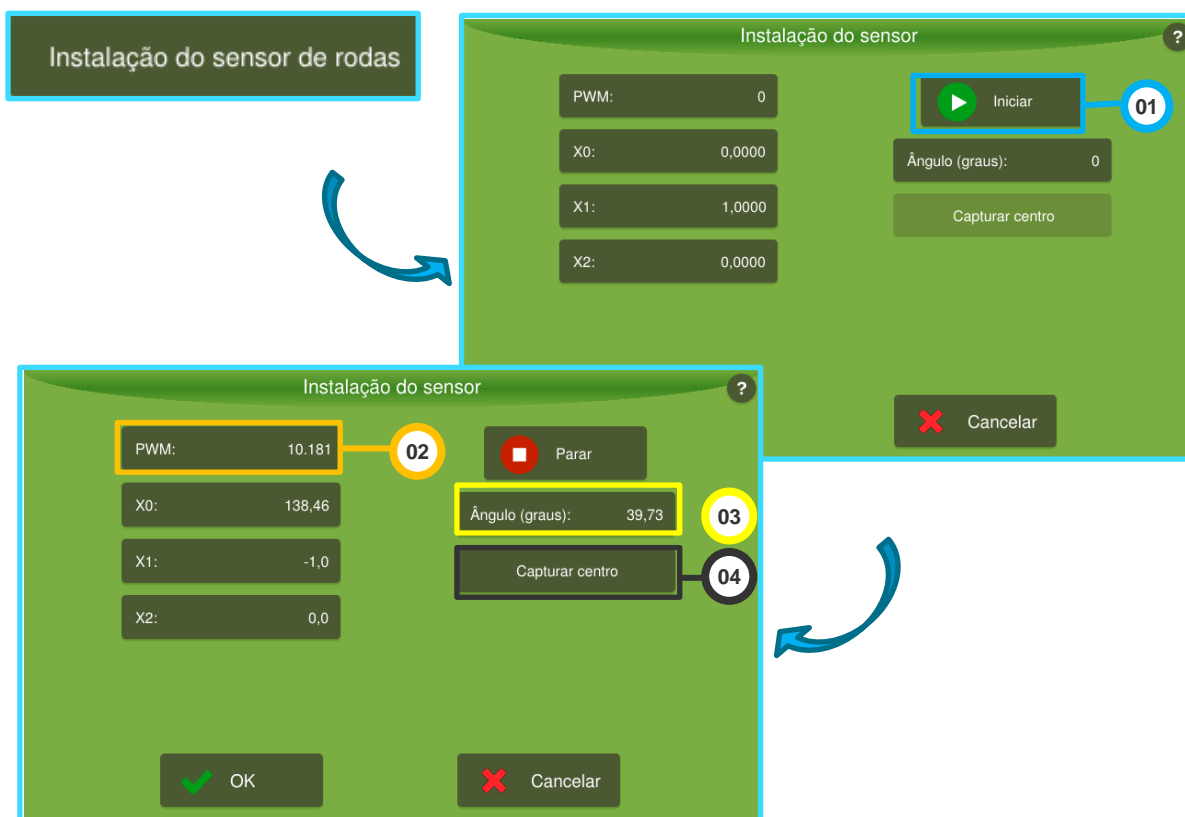 Instalação do sensor de rodas
Instalação do sensor
?
PWM: 0
Iniciar
01
X0: 0,0000
Ângulo (graus): 0
X1: 1,0000
Capturar centro
X2: 0,0000
Cancelar
Instalação do sensor
?
PWM: 10.181
02
Parar
X0: 138,46
Ângulo (graus): 39,73
03
X1: -1,0
Capturar centro
04
X2: 0,0
OK
Cancelar